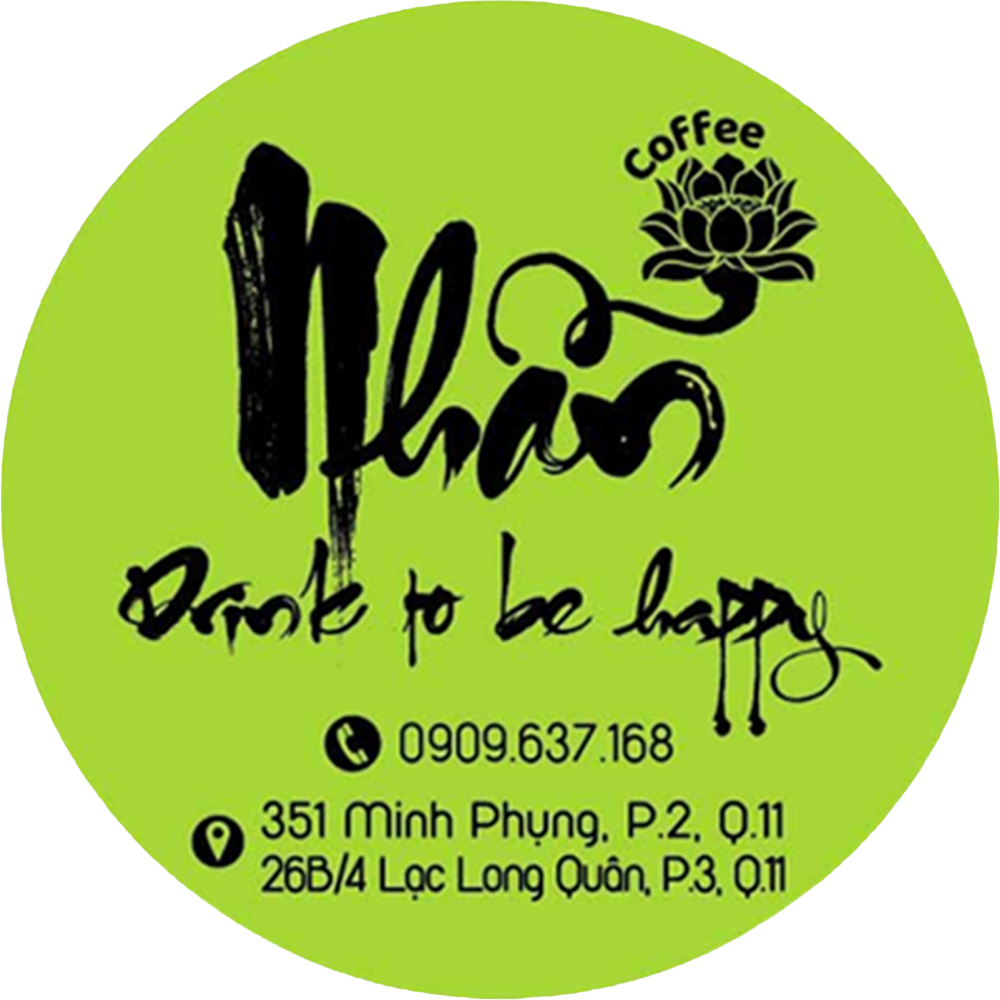 Coffee
Nhẫn
Drink to be happy
0909.637.168
351 Minh Phụng, P.2, Q.11
26B/4 Lạc Long Quân, P.3, Q.11